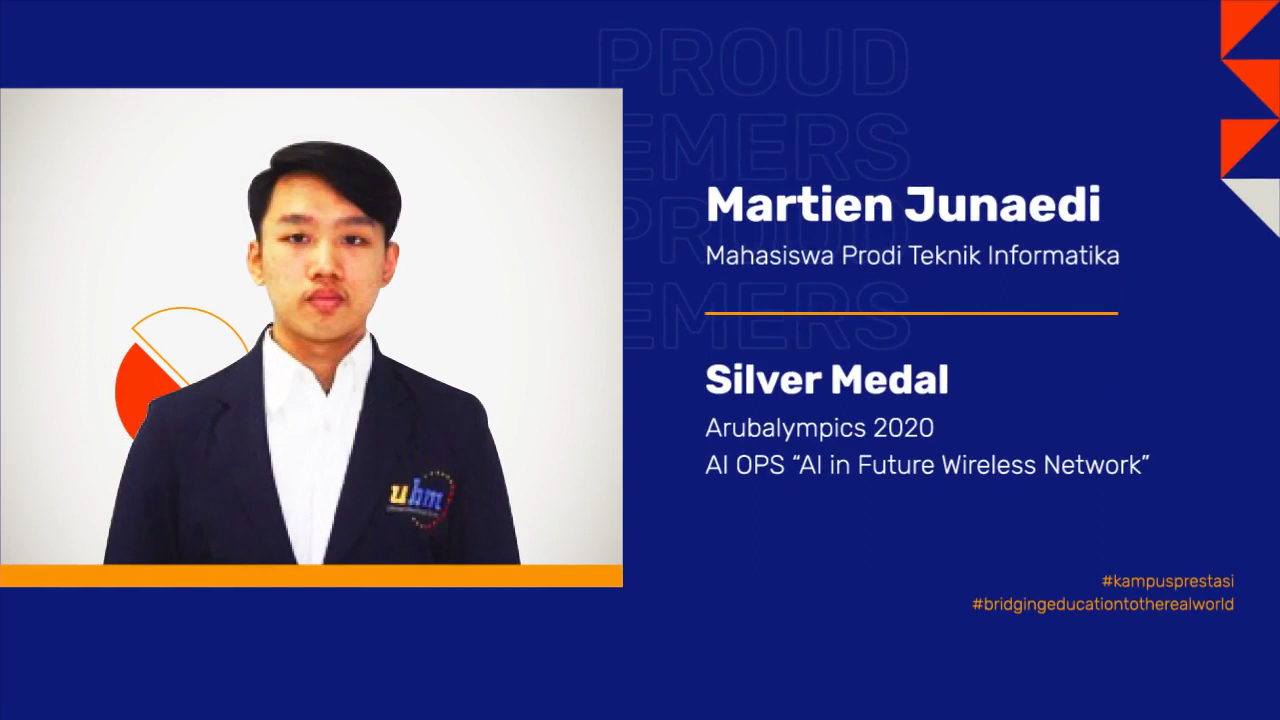 PROUD
EMERS
PROUD
EMERS
Martien Junaedi
Mahasiswa Prodi Teknik Informatika
Silver Medal
Arubalympics 2020
AI OPS “AI in Future Wireless Network”
ubm
#kampusprestasi
#bridgingeducationtotherealworld